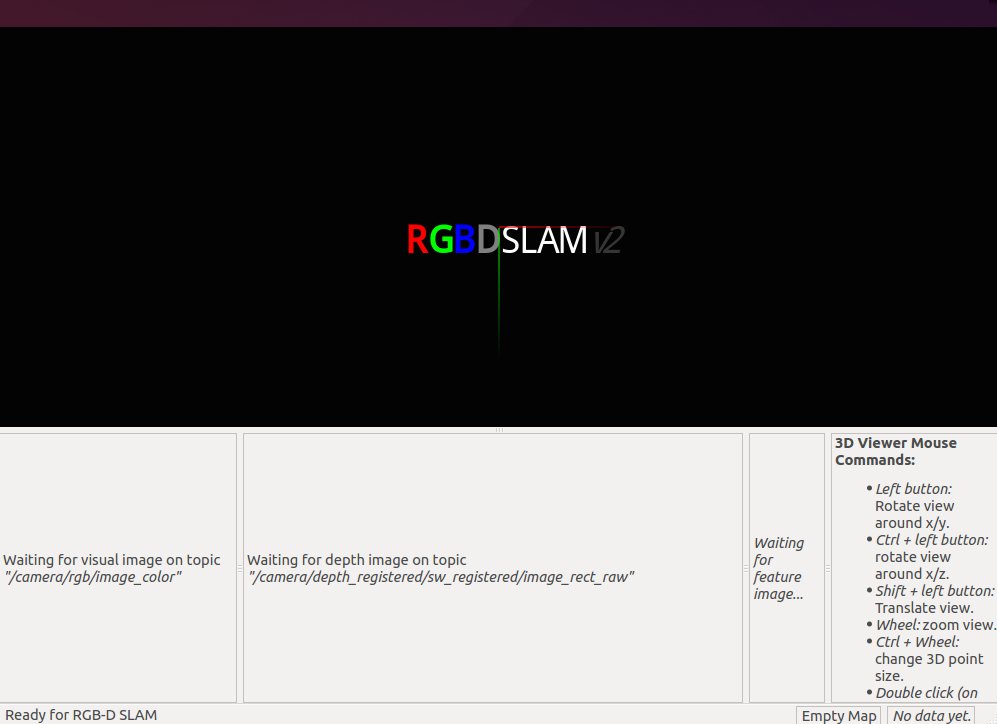 RGBDSLAM v2
Waiting for visual image on topic
"/camera/rgb/image_color"
Waiting for depth image on topic
"/camera/depth_registered/sw_registered/image_rect_raw"
Waiting
for
feature
image...
3D Viewer Mouse
Commands:
• Left button:
Rotate view
around x/y.
• Ctrl + left button:
rotate view
around x/z.
• Shift + left button:
Translate view.
• Wheel: zoom view.
• Ctrl + Wheel:
change 3D point
size.
• Double click (on
Ready for RGB-D SLAM
Empty Map
No data yet.